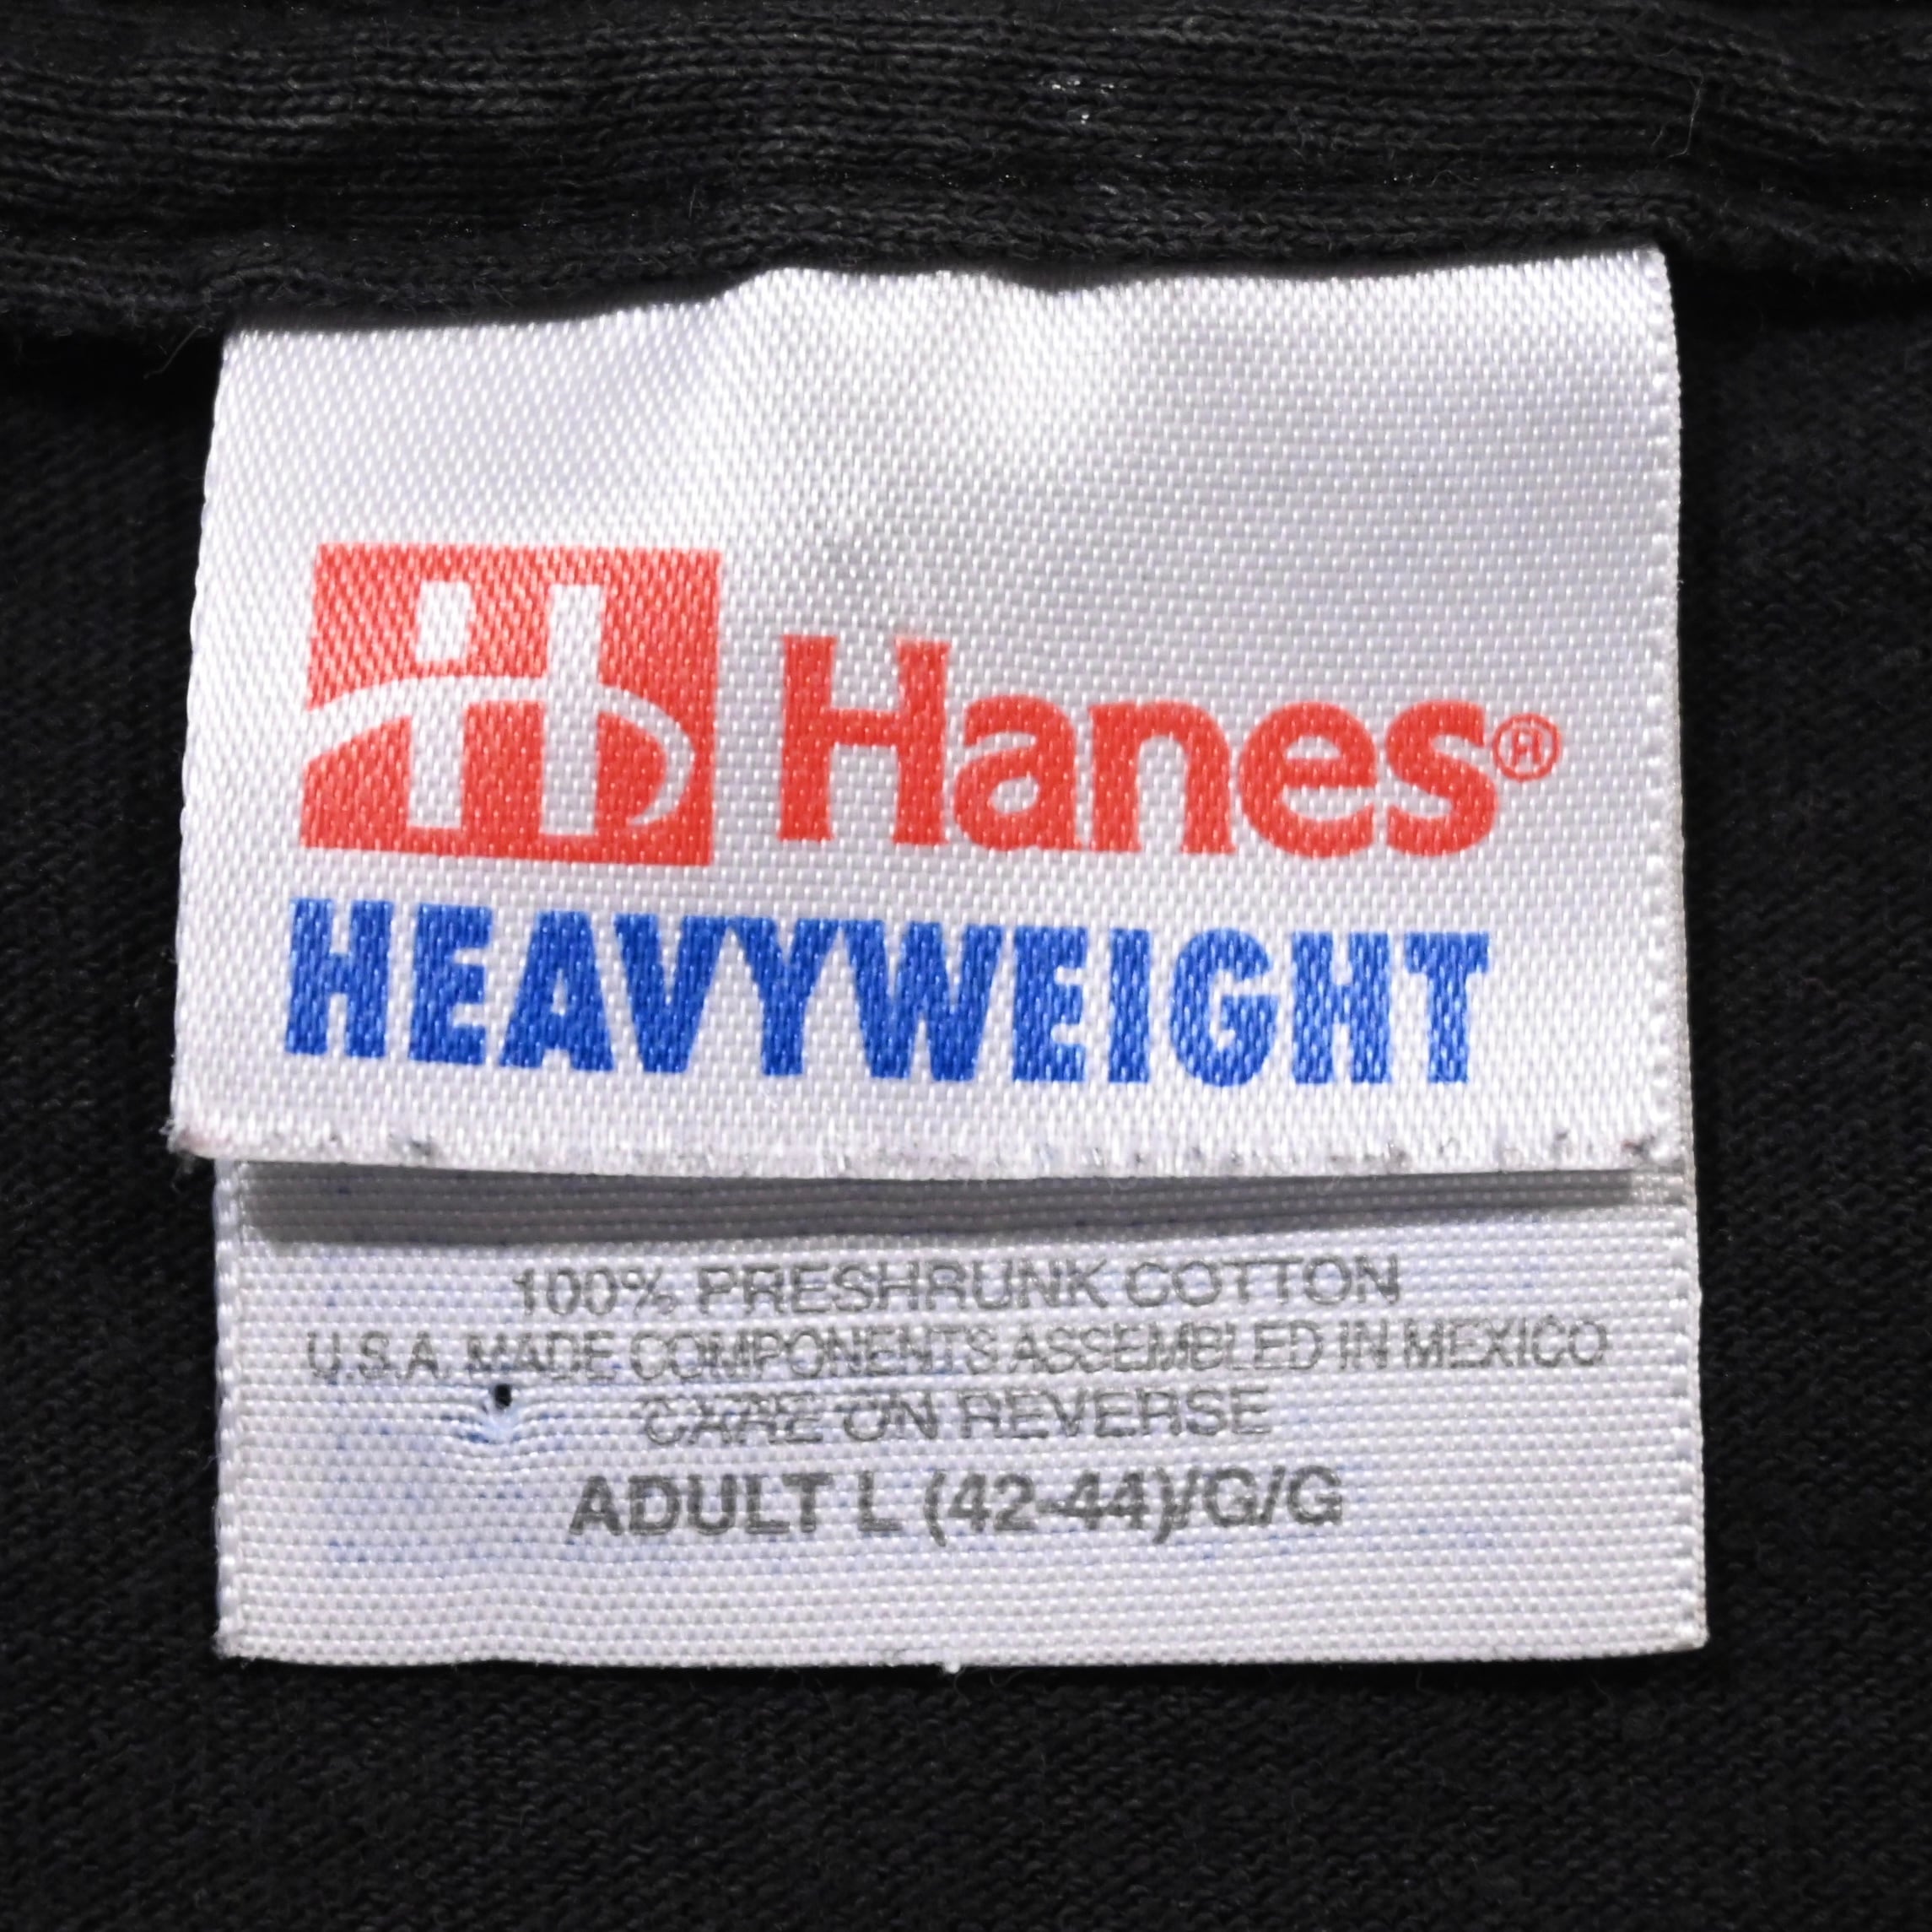 H Hanes®
HEAVYWEIGHT
100% PRESHRUNK COTTON
U.S.A. MADE COMPONENTS ASSEMBLED IN MEXICO
CARE ON REVERSE
ADULT L (42-44)/G/G